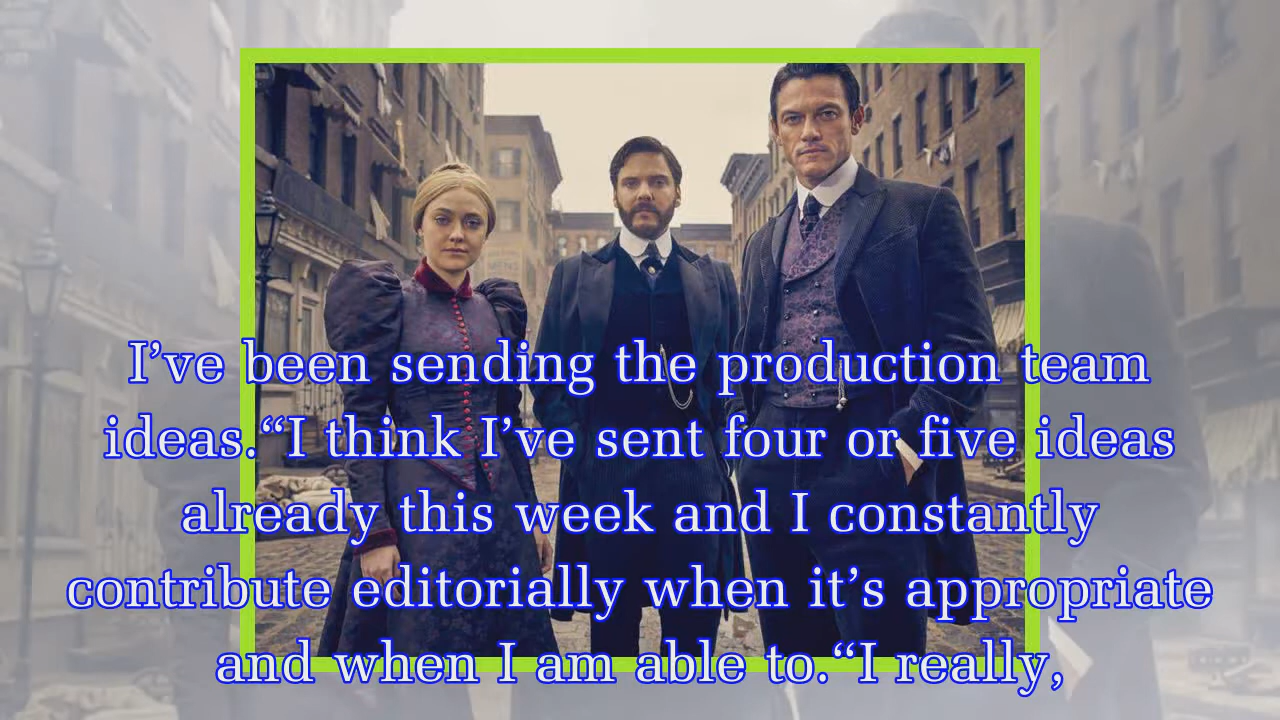 I’ve been sending the production team
ideas.“I think I’ve sent four or five ideas
already this week and I constantly
contribute editorially when it’s appropriate
and when I am able to.“I really,